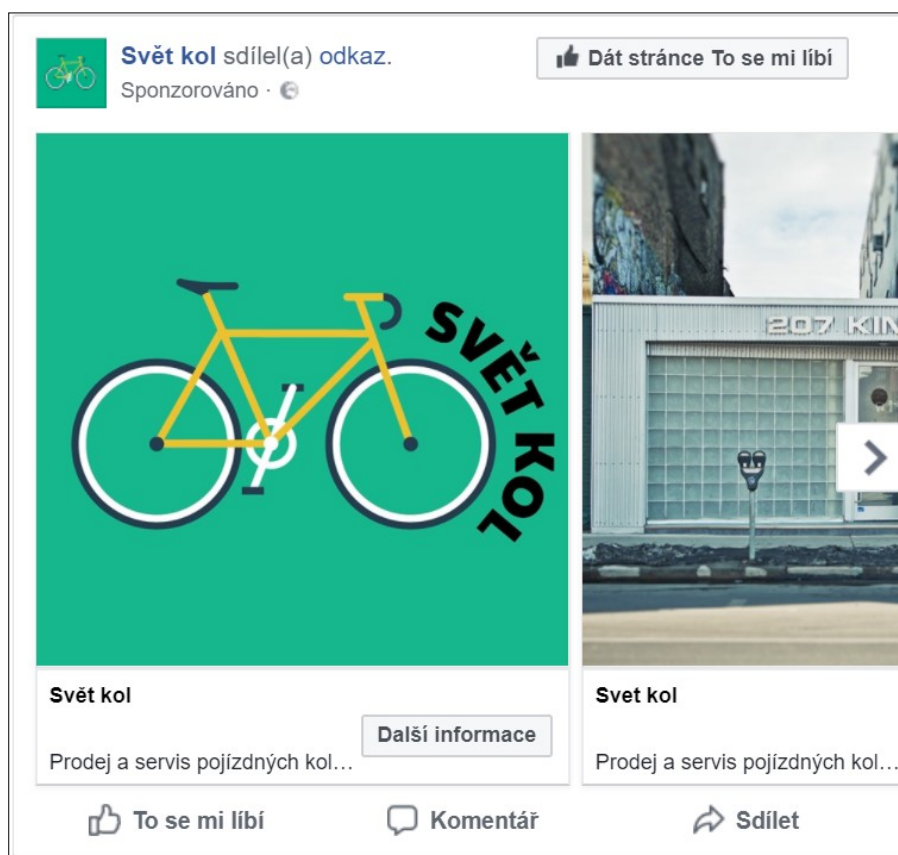 Svět kol sdílel(a) odkaz.
Dát stránce To se mi líbí
Sponzorováno ·
SVĚT KOL
207 KIN
Svět kol
Další informace
Prodej a servis pojízdných kol...
Svet kol
Prodej a servis pojízdných kol...
To se mi líbí
Komentář
Sdílet